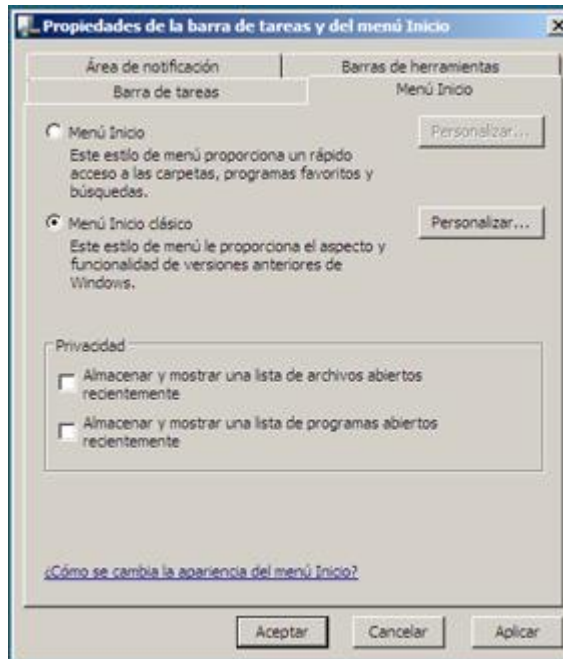 Propiedades de la barra de tareas y del menú Inicio
Área de notificación
Barras de herramientas
Barra de tareas
Menú Inicio
Menú Inicio
Personalizar...
Este estilo de menú proporciona un rápido
acceso a las carpetas, programas favoritos y
búsquedas.
Menú Inicio clásico
Personalizar...
Este estilo de menú le proporciona el aspecto y
funcionalidad de versiones anteriores de
Windows.
Privacidad
Almacenar y mostrar una lista de archivos abiertos
recientemente
Almacenar y mostrar una lista de programas abiertos
recientemente
¿Cómo se cambia la apariencia del menú Inicio?
Aceptar
Cancelar
Aplicar